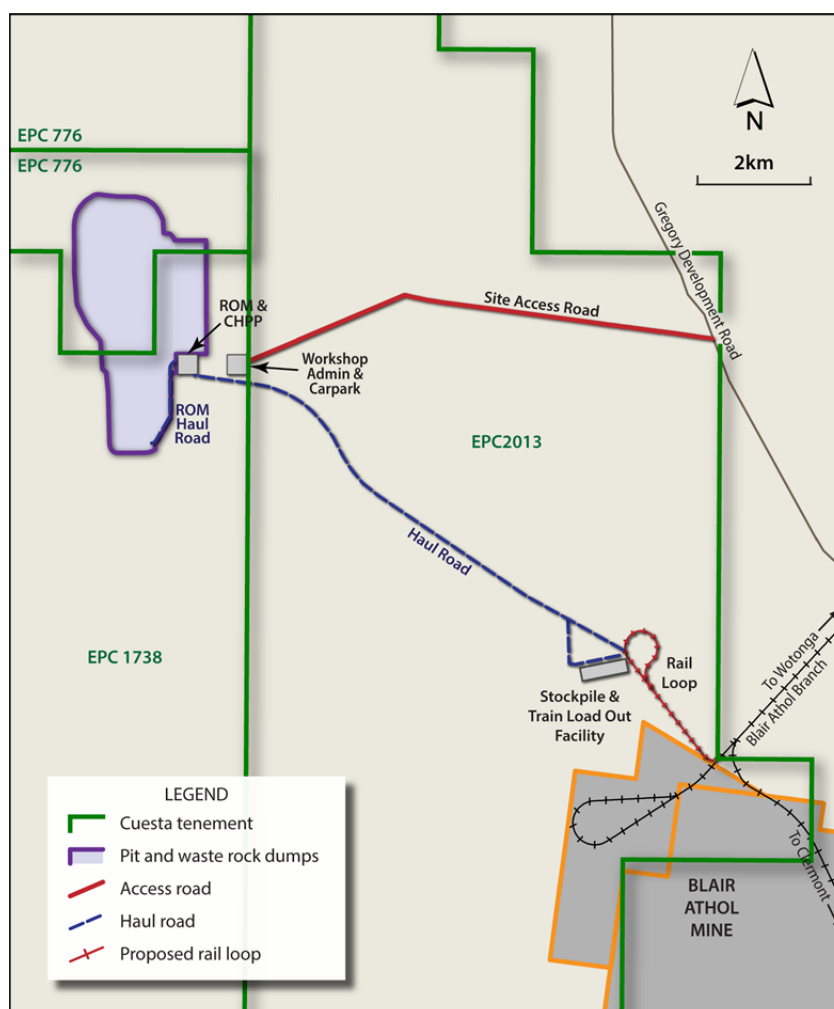 N
2km
EPC 776
EPC 776
Gregory Development Road
ROM &
CHPP
Site Access Road
Workshop
Admin &
Carpark
ROM
Haul
Road
EPC2013
Haul Road
EPC 1738
Rail
Loop
To Wotonga
Blair Athol Branch
Stockpile &
Train Load Out
Facility
To Clermont
BLAIR
ATHOL
MINE
LEGEND
Cuesta tenement
Pit and waste rock dumps
Access road
Haul road
Proposed rail loop